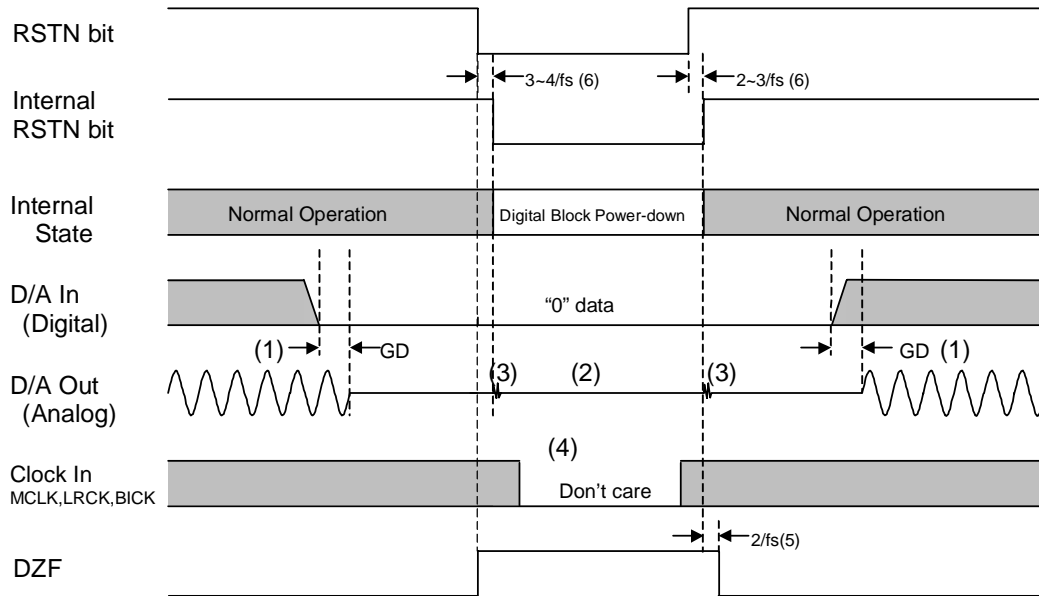 RSTN bit
3~4/fs (6)
2~3/fs (6)
Internal
RSTN bit
Internal
State
Normal Operation
Digital Block Power-down
Normal Operation
D/A In
(Digital)
“0” data
(1)
GD
GD
(1)
D/A Out
(Analog)
(3)
(2)
(3)
(4)
Clock In
MCLK,LRCK,BICK
Don’t care
2/fs(5)
DZF